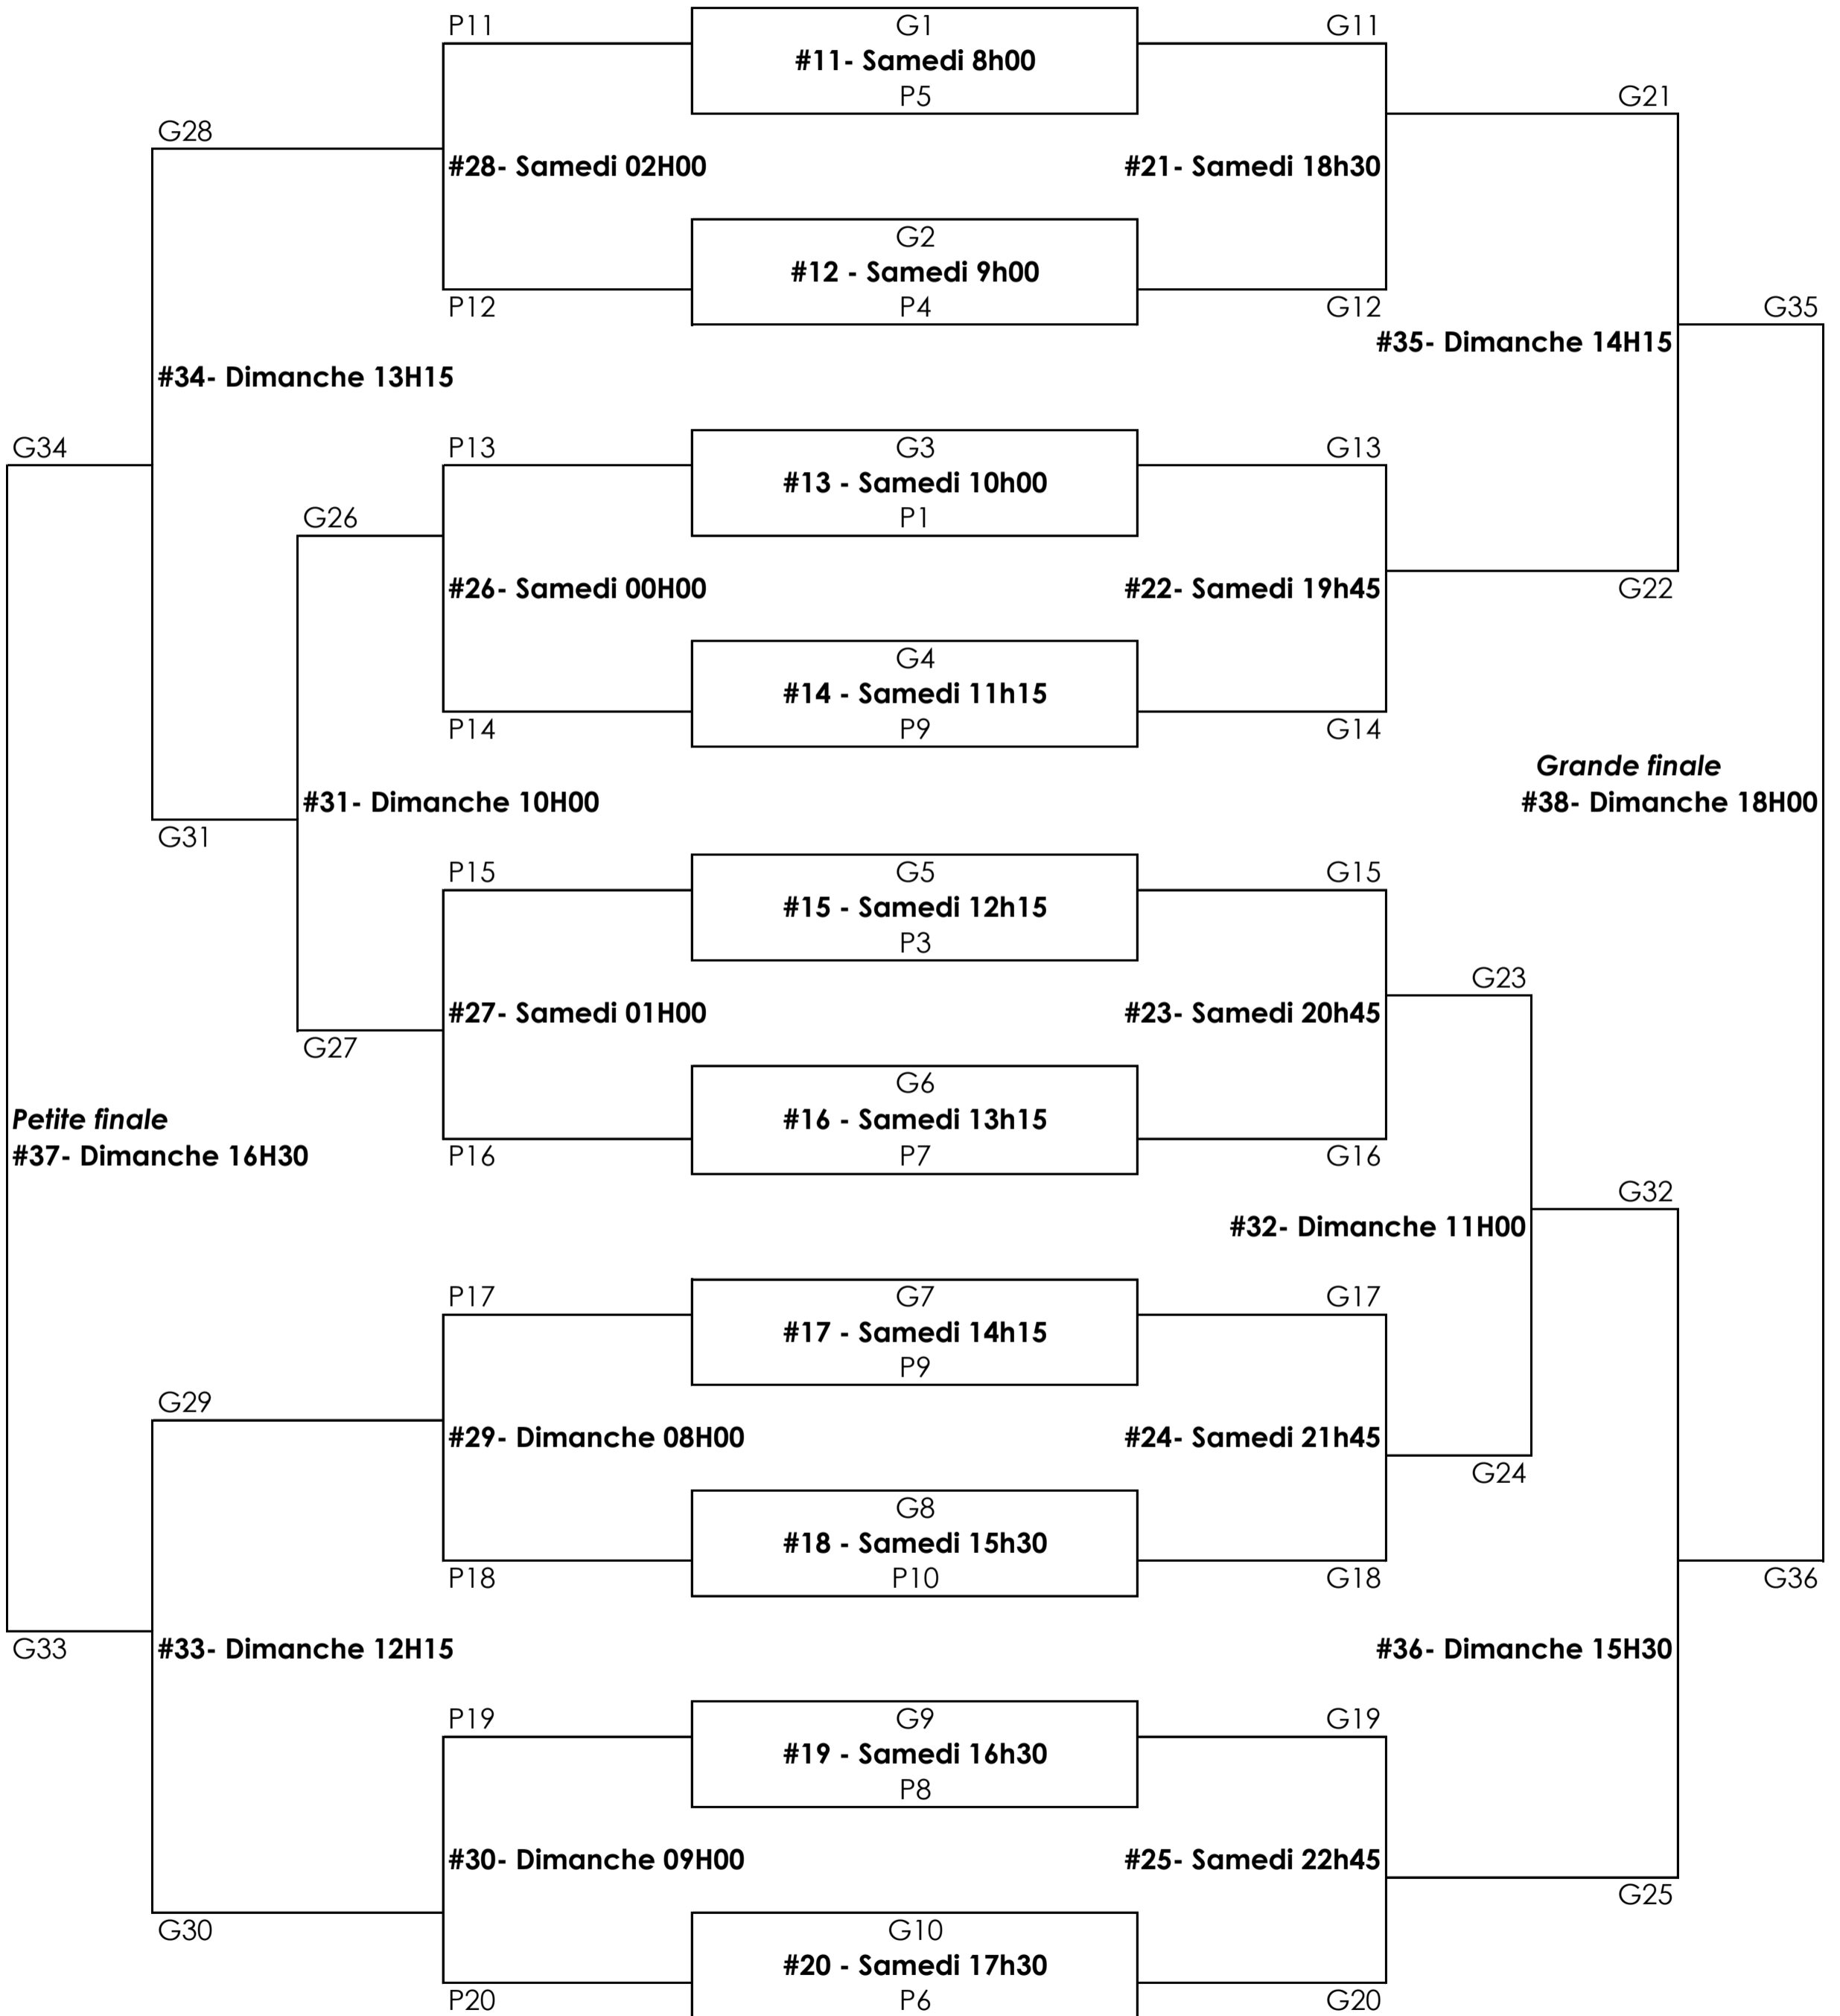 P11 G1 G11
#11- Samedi 8h00
P5 G21
G28
#28- Samedi 02H00 #21- Samedi 18h30
G2
#12 - Samedi 9h00
P12 P4 G12 G35
#35- Dimanche 14H15
#34- Dimanche 13H15
G34 P13 G3 G13
#13 - Samedi 10h00
G26 P1
#26- Samedi 00H00 #22- Samedi 19h45 G22
G4
#14 - Samedi 11h15
P14 P9 G14
Grande finale
#31- Dimanche 10H00 #38- Dimanche 18H00
G31
P15 G5 G15
#15 - Samedi 12h15
P3
G23
#27- Samedi 01H00 #23- Samedi 20h45
G27
G6
Petite finale #16 - Samedi 13h15
#37- Dimanche 16H30 P16 P7 G16
G32
#32- Dimanche 11H00
P17 G7 G17
#17 - Samedi 14h15
P9
G29
#29- Dimanche 08H00 #24- Samedi 21h45
G24
G8
#18 - Samedi 15h30
P18 P10 G18 G36
G33 #33- Dimanche 12H15 #36- Dimanche 15H30
P19 G9 G19
#19 - Samedi 16h30
P8
#30- Dimanche 09H00 #25- Samedi 22h45
G25
G30 G10
#20 - Samedi 17h30
P20 P6 G20